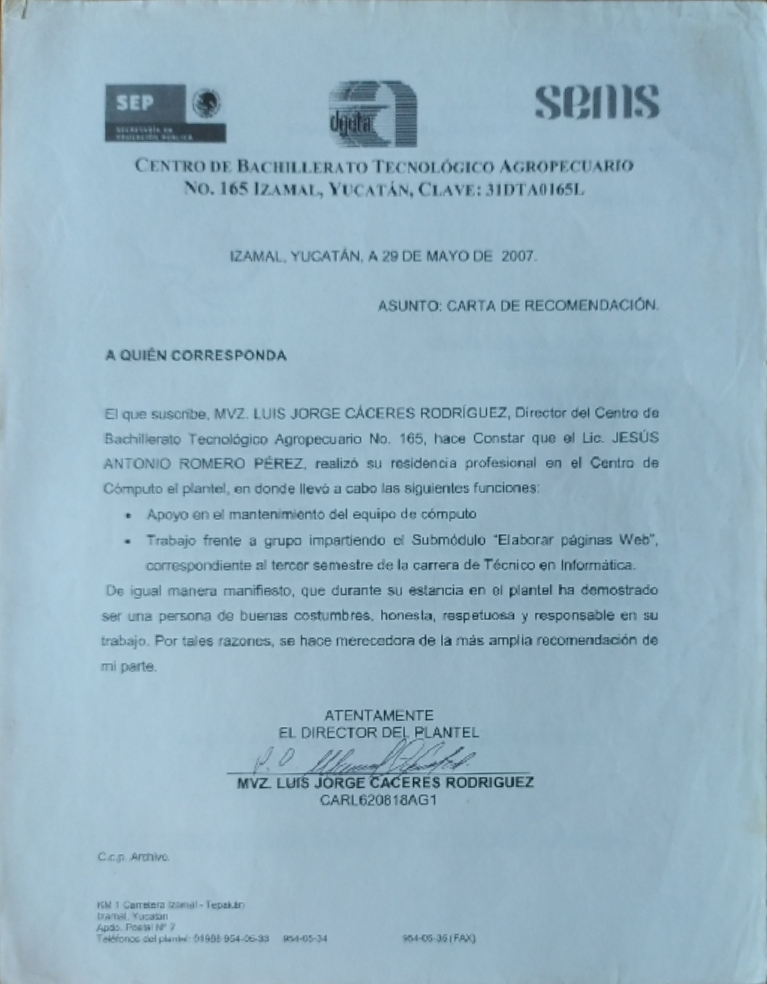 SEP
SECRETARÍA DE
EDUCACIÓN PÚBLICA
dgeta
sems
CENTRO DE BACHILLERATO TECNOLÓGICO AGROPECUARIO
NO. 165 IZAMAL, YUCATÁN, CLAVE: 31DTA0165L
IZAMAL, YUCATÁN, A 29 DE MAYO DE 2007.
ASUNTO: CARTA DE RECOMENDACIÓN.
A QUIÉN CORRESPONDA
El que suscribe, MVZ. LUIS JORGE CÁCERES RODRÍGUEZ, Director del Centro de
Bachillerato Tecnológico Agropecuario No. 165, hace Constar que el Lic. JESÚS
ANTONIO ROMERO PÉREZ, realizó su residencia profesional en el Centro de
Cómputo el plantel, en donde llevó a cabo las siguientes funciones:
• Apoyo en el mantenimiento del equipo de cómputo
• Trabajo frente a grupo impartiendo el Submódulo "Elaborar páginas Web",
correspondiente al tercer semestre de la carrera de Técnico en Informática.
De igual manera manifiesto, que durante su estancia en el plantel ha demostrado
ser una persona de buenas costumbres, honesta, respetuosa y responsable en su
trabajo. Por tales razones, se hace merecedora de la más amplia recomendación de
mi parte.
ATENTAMENTE
EL DIRECTOR DEL PLANTEL
P.O
MVZ. LUIS JORGE CACERES RODRIGUEZ
CARL620818AG1
C.c.p. Archivo.
KM 1 Carretera Izamal - Tepakán
Izamal, Yucatán
Apdo. Postal Nº 7
Teléfonos del plantel: 01988 954-05-33 954-05-34 954-05-35 (FAX)